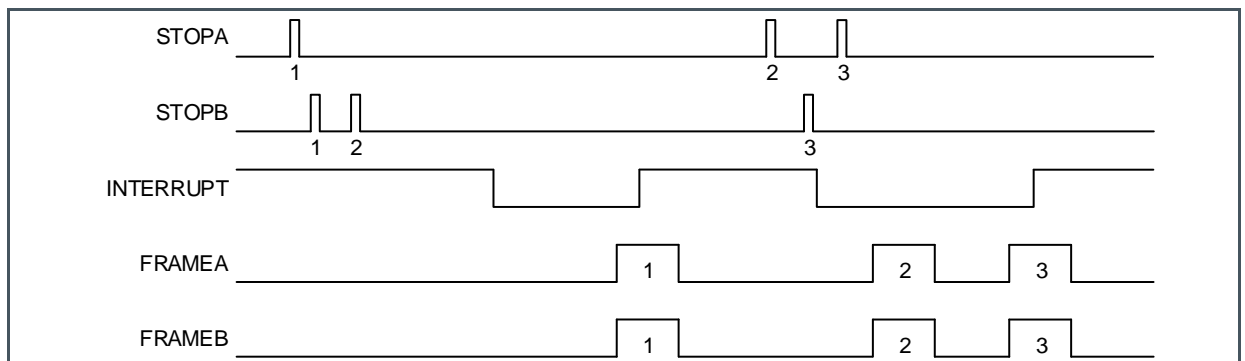 STOPA
1 2 3
STOPB
1 2 3
INTERRUPT
FRAMEA 1 2 3
FRAMEB 1 2 3